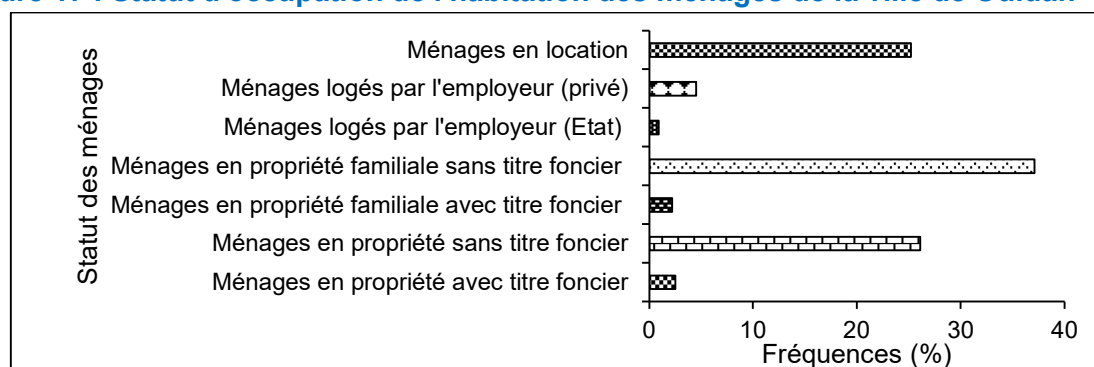 Statut des ménages
Ménages en location
Ménages logés par l'employeur (privé)
Ménages logés par l'employeur (Etat)
Ménages en propriété familiale sans titre foncier
Ménages en propriété familiale avec titre foncier
Ménages en propriété sans titre foncier
Ménages en propriété avec titre foncier
0 10 20 30 40
Fréquences (%)